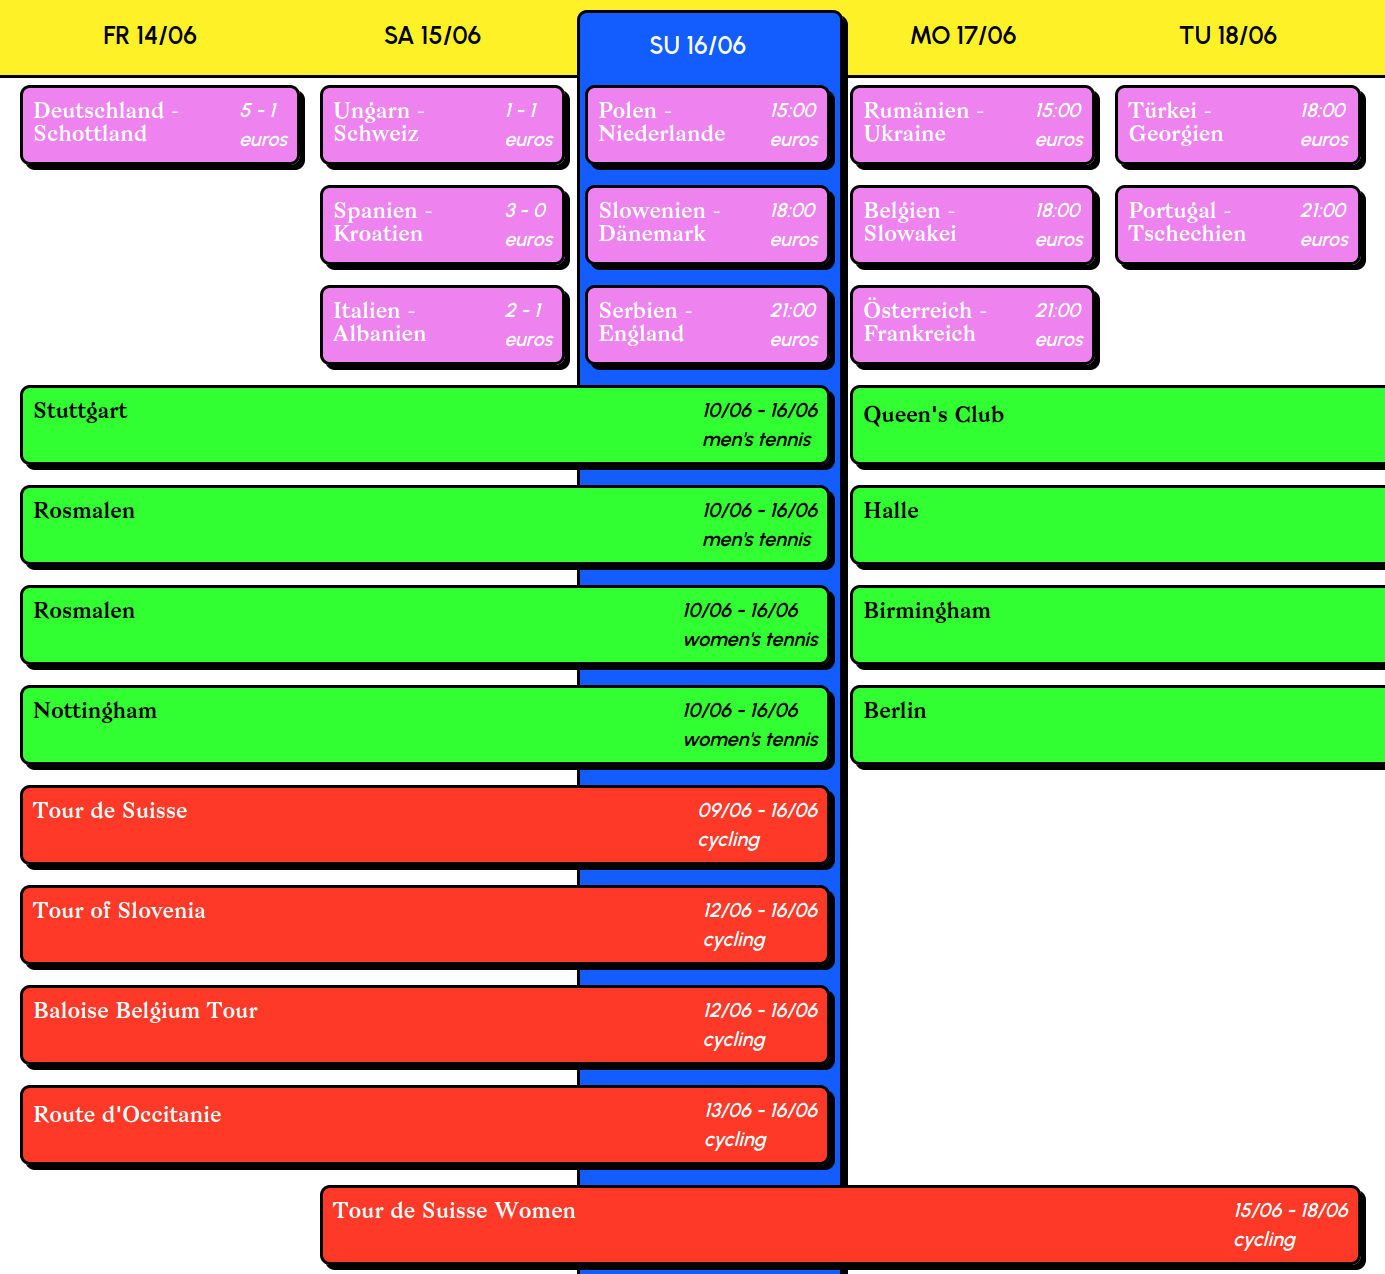 FR 14/06
SA 15/06
SU 16/06
MO 17/06
TU 18/06
Deutschland -
Schottland
5 - 1
euros
Ungarn -
Schweiz
1 - 1
euros
Polen -
Niederlande
15:00
euros
Rumänien -
Ukraine
15:00
euros
Türkei -
Georgien
18:00
euros
Spanien -
Kroatien
3 - 0
euros
Slowenien -
Dänemark
18:00
euros
Belgien -
Slowakei
18:00
euros
Portugal -
Tschechien
21:00
euros
Italien -
Albanien
2 - 1
euros
Serbien -
England
21:00
euros
Österreich -
Frankreich
21:00
euros
Stuttgart
10/06 - 16/06
men's tennis
Queen's Club
Rosmalen
10/06 - 16/06
men's tennis
Halle
Rosmalen
10/06 - 16/06
women's tennis
Birmingham
Nottingham
10/06 - 16/06
women's tennis
Berlin
Tour de Suisse
09/06 - 16/06
cycling
Tour of Slovenia
12/06 - 16/06
cycling
Baloise Belgium Tour
12/06 - 16/06
cycling
Route d'Occitanie
13/06 - 16/06
cycling
Tour de Suisse Women
15/06 - 18/06
cycling